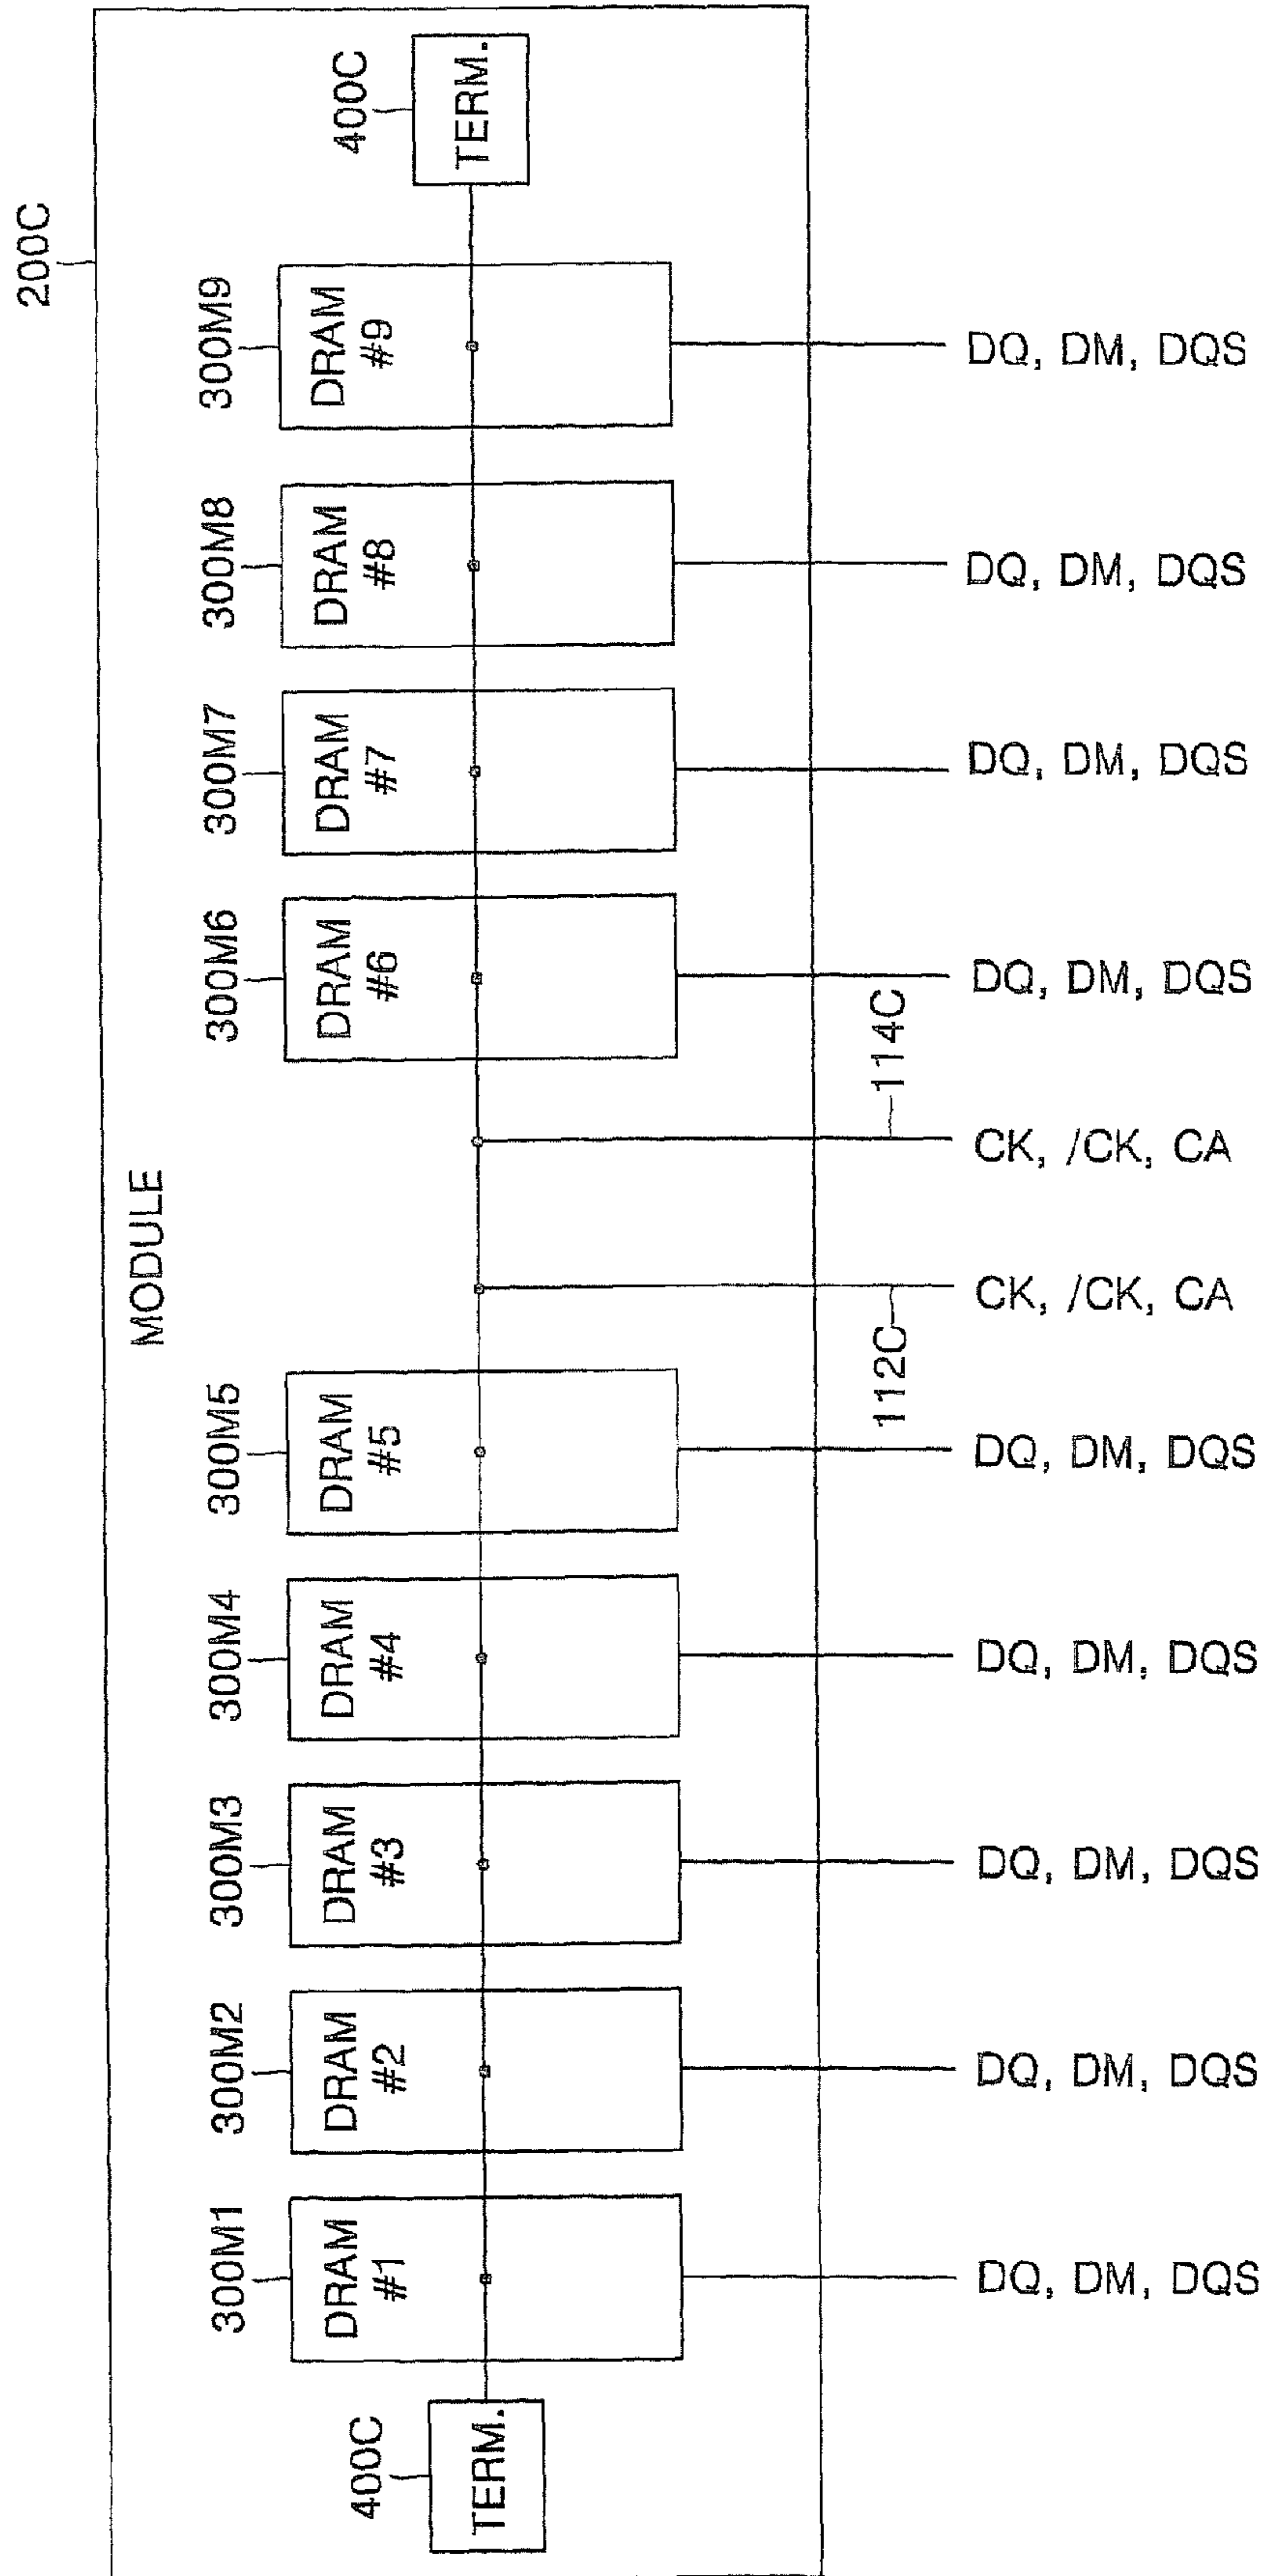 200C
MODULE
300M1
300M2
300M3
300M4
300M5
300M6
300M7
300M8
300M9
DRAM
#1
DRAM
#2
DRAM
#3
DRAM
#4
DRAM
#5
DRAM
#6
DRAM
#7
DRAM
#8
DRAM
#9
400C
TERM.
400C
TERM.
112C
114C
DQ, DM, DQS
DQ, DM, DQS
DQ, DM, DQS
DQ, DM, DQS
DQ, DM, DQS
CK, /CK, CA
CK, /CK, CA
DQ, DM, DQS
DQ, DM, DQS
DQ, DM, DQS
DQ, DM, DQS